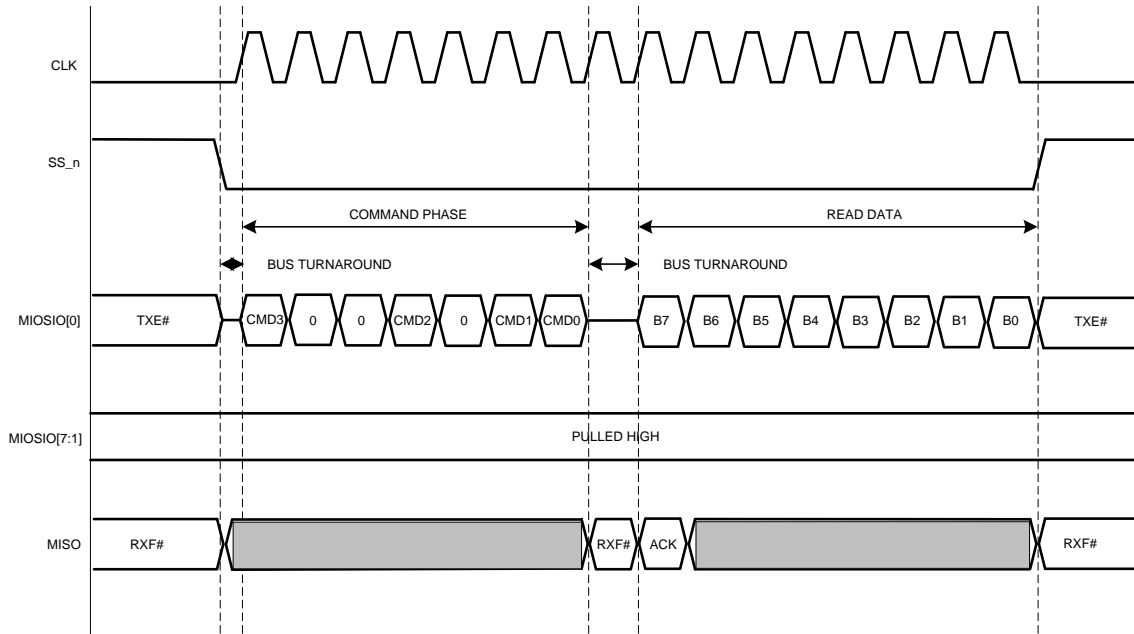 CLK
SS_n
COMMAND PHASE READ DATA
BUS TURNAROUND BUS TURNAROUND
MIOSIO[0] TXE# CMD3 0 0 CMD2 0 CMD1 CMD0 B7 B6 B5 B4 B3 B2 B1 B0 TXE#
MIOSIO[7:1] PULLED HIGH
MISO RXF# RXF# ACK RXF#